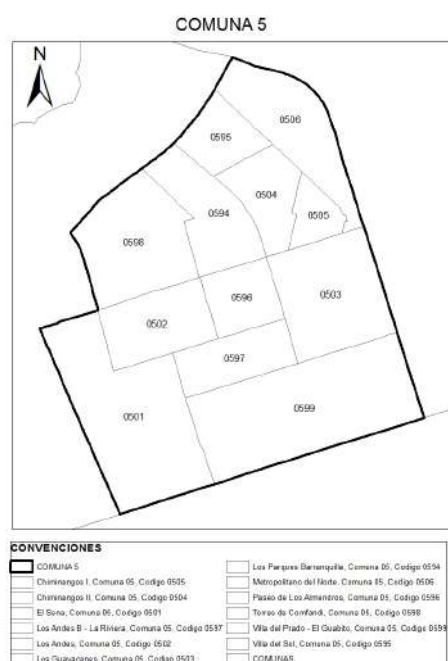 COMUNA 5
N
0506
0595
0504
0505
0594
0598
0596
0503
0502
0597
0501
0599
CONVENCIONES
COMUNA 5
Chiminangos I, Comuna 05, Codigo 0505
Chiminangos II, Comuna 05, Codigo 0504
El Sena, Comuna 05, Codigo 0501
Los Andes B - La Riviera, Comuna 05, Codigo 0597
Los Andes, Comuna 05, Codigo 0502
Los Guayacanes, Comuna 05, Codigo 0503
Los Parques Barranquilla, Comuna 05, Codigo 0594
Metropolitano del Norte, Comuna 05, Codigo 0506
Paseo de Los Almendros, Comuna 05, Codigo 0596
Torres de Comfandi, Comuna 05, Codigo 0598
Villa del Prado - El Guabito, Comuna 05, Codigo 0599
Villa del Sol, Comuna 05, Codigo 0595
COMUNAS